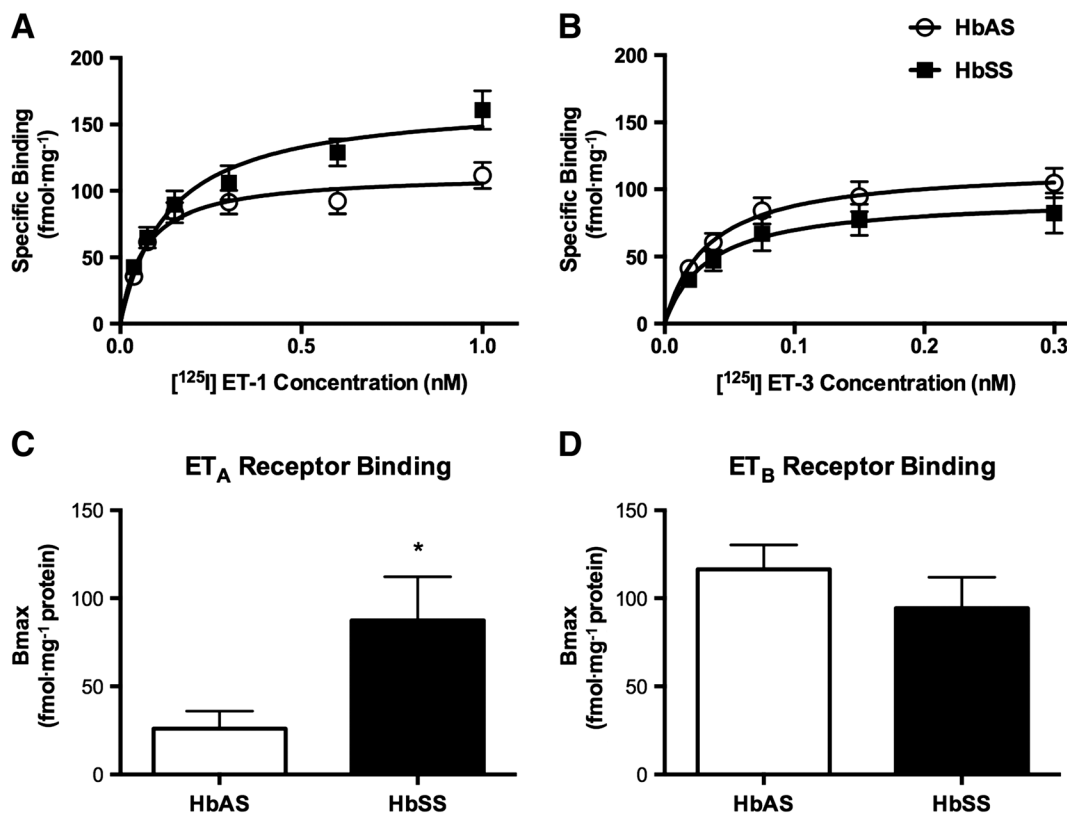 A
200
150
100
50
0
Specific Binding
(fmol·mg⁻¹)
0.0
0.5
1.0
[¹²⁵I] ET-1 Concentration (nM)
B
HbAS
HbSS
200
150
100
50
0
Specific Binding
(fmol·mg⁻¹)
0.0
0.1
0.2
0.3
[¹²⁵I] ET-3 Concentration (nM)
C
ET_A Receptor Binding
150
100
50
0
Bmax
(fmol·mg⁻¹ protein)
*
HbAS
HbSS
D
ET_B Receptor Binding
150
100
50
0
Bmax
(fmol·mg⁻¹ protein)
HbAS
HbSS